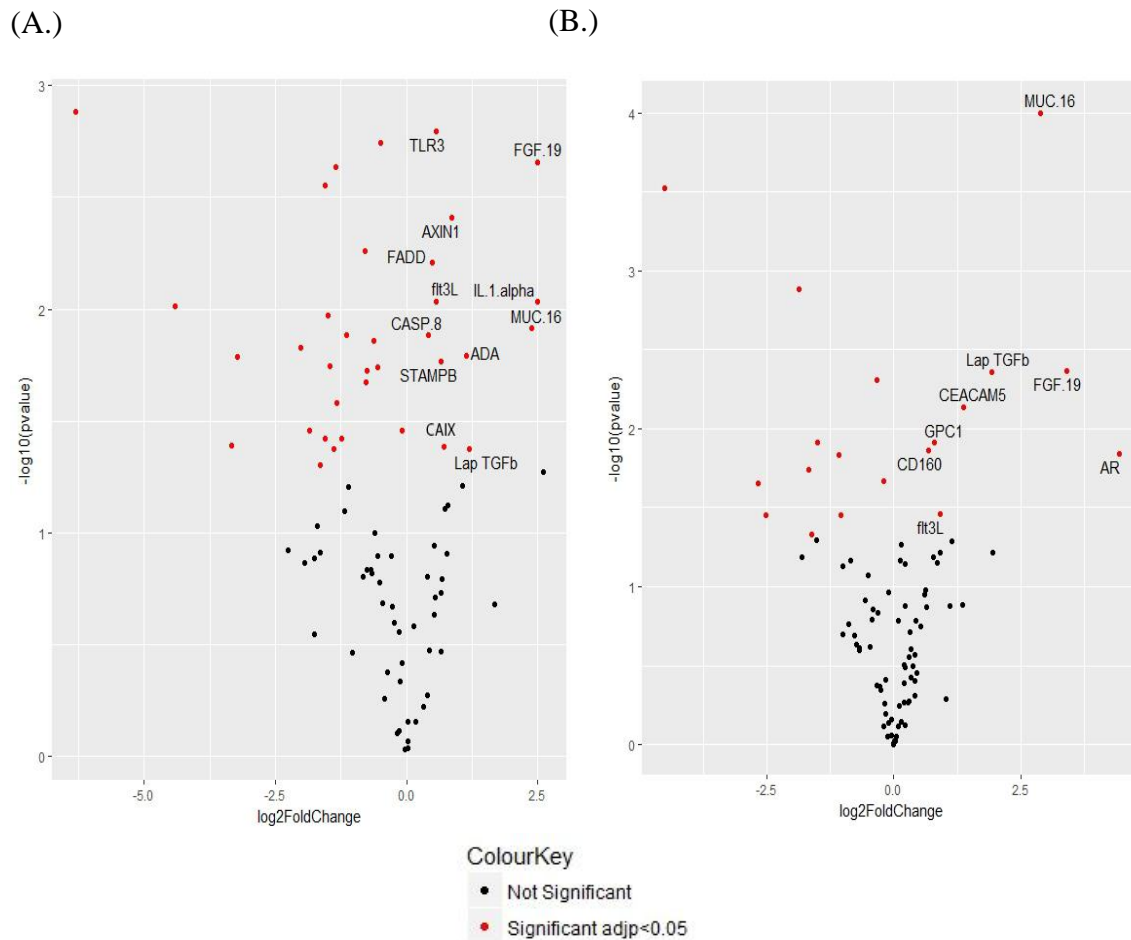 (A.)
(B.)
3
2
1
0
-log10(pvalue)
TLR3
FGF.19
AXIN1
FADD
flt3L
IL.1.alpha
MUC.16
CASP.8
ADA
STAMPB
CAIX
Lap TGFb
-5.0
-2.5
0.0
2.5
log2FoldChange
4
3
2
1
0
-log10(pvalue)
MUC.16
Lap TGFb
FGF.19
CEACAM5
GPC1
CD160
AR
flt3L
-2.5
0.0
2.5
log2FoldChange
ColourKey
Not Significant
Significant adjp<0.05